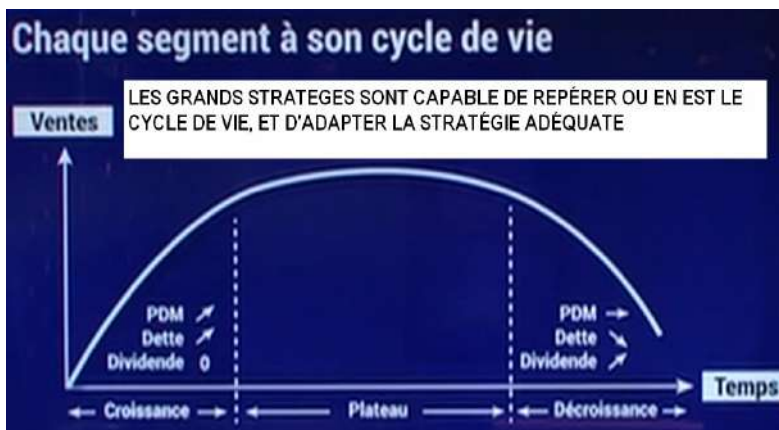 Chaque segment à son cycle de vie
LES GRANDS STRATEGES SONT CAPABLE DE REPÉRER OU EN EST LE
CYCLE DE VIE, ET D'ADAPTER LA STRATÉGIE ADÉQUATE
Ventes
PDM ↗
Dette ↗
Dividende 0
PDM →
Dette ↘
Dividende ↗
Temps
Croissance
Plateau
Décroissance